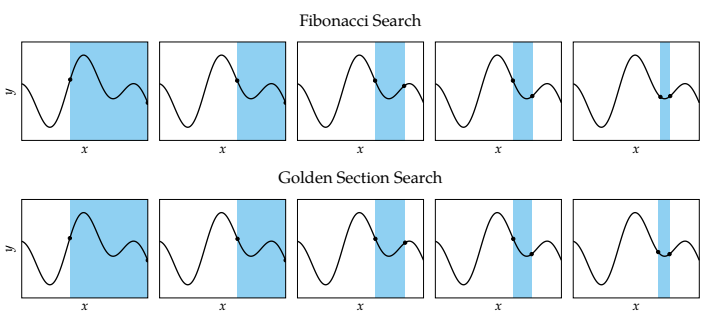 Fibonacci Search
y
x x x x x
Golden Section Search
y
x x x x x